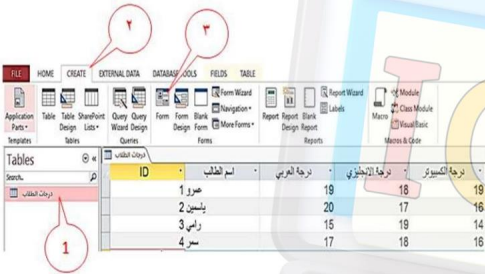 ٢
٣
FILE HOME CREATE EXTERNAL DATA DATABASE TOOLS FIELDS TABLE
Application Parts
Table
Table Design
SharePoint Lists
Query Wizard
Query Design
Form
Form Design
Blank Form
Form Wizard
Navigation
More Forms
Report
Report Design
Blank Report
Report Wizard
Labels
Macro
Module
Class Module
Visual Basic
Templates Tables Queries Forms Reports Macros & Code
Tables
Search..
درجات الطلاب
1
درجات الطلاب
ID اسم الطالب درجة العربي درجة الانجليزي درجة الكمبيوتر
1 عمرو 19 18 19
2 ياسمين 20 17 16
3 رامي 15 19 14
4 سمر 17 18 16